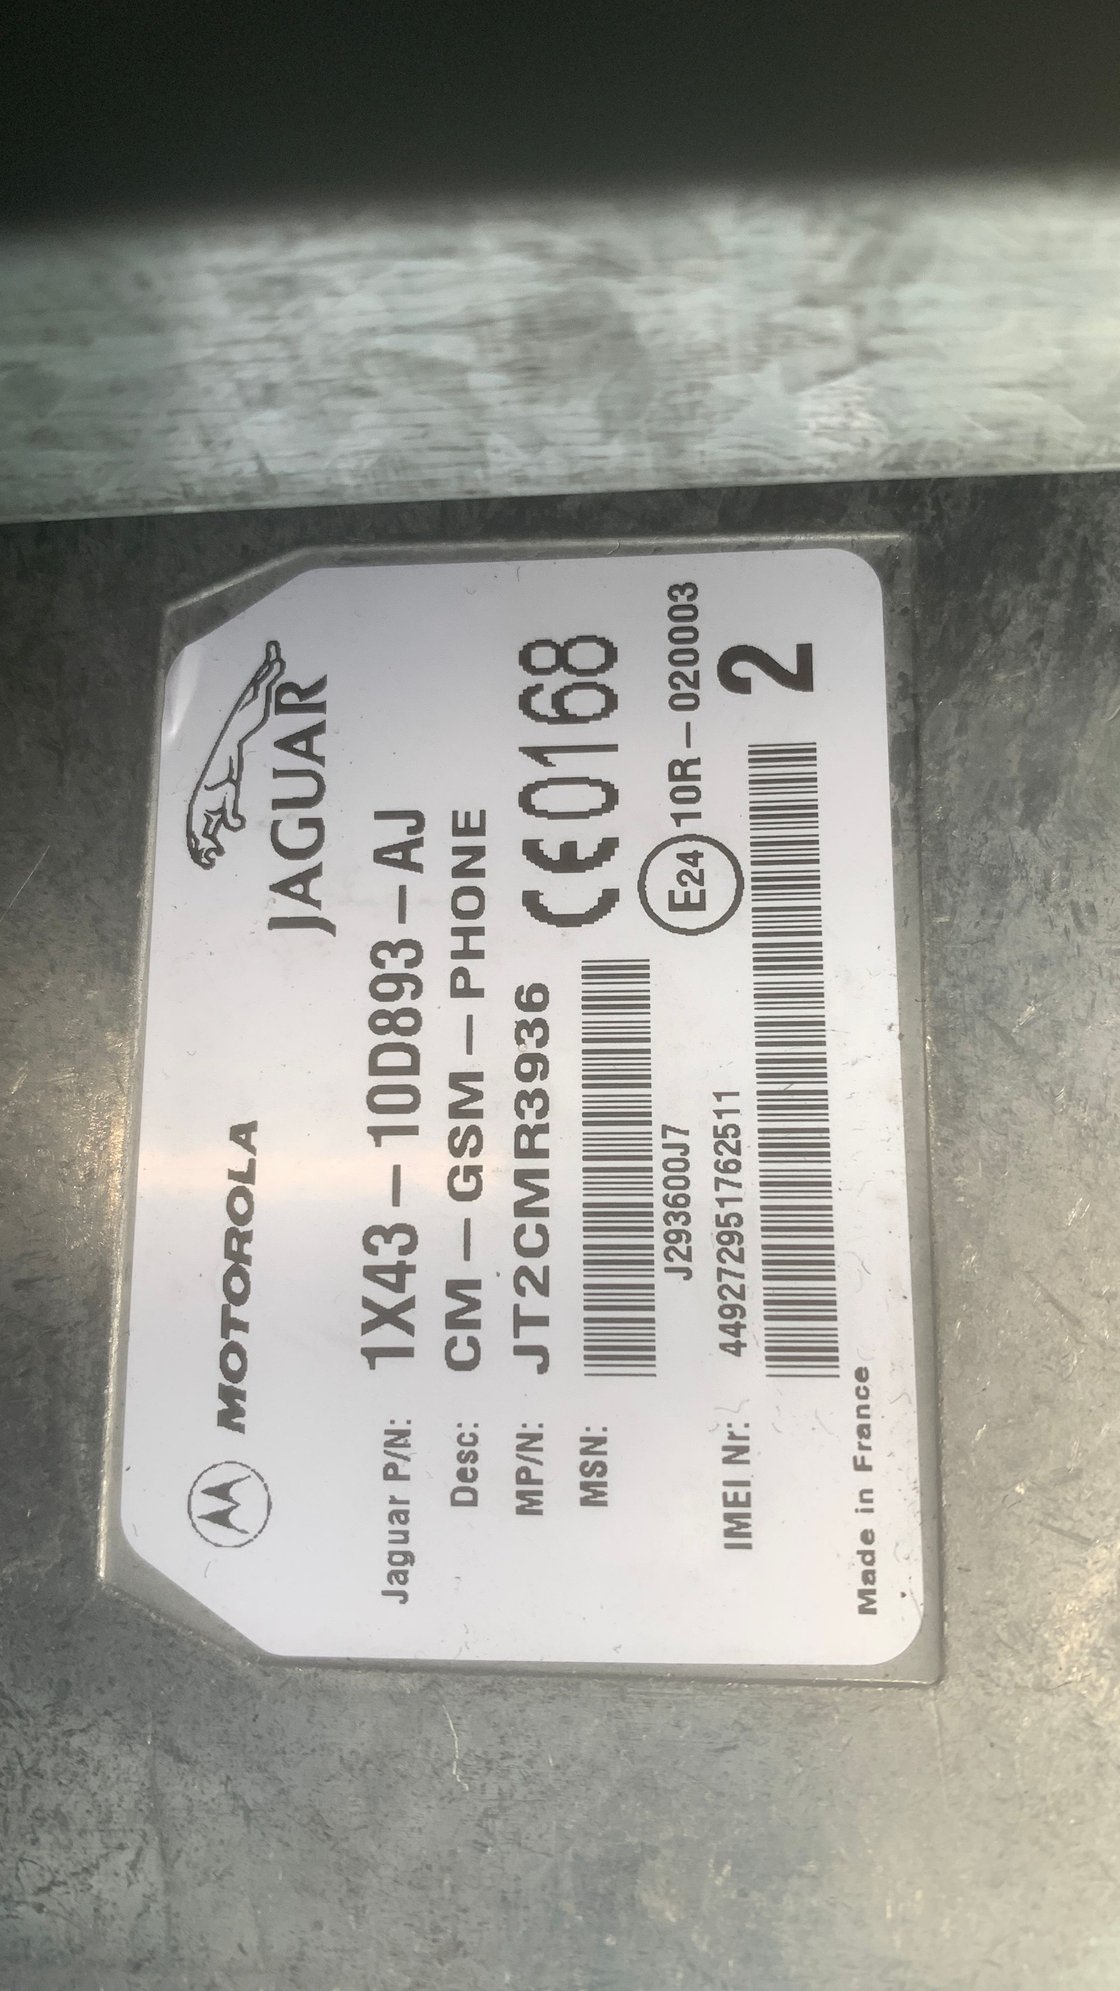 MOTOROLA
JAGUAR
Jaguar P/N: 1X43-10D893-AJ
Desc: CM-GSM-PHONE
MP/N: JT2CMR3936
MSN:
CE0168
J293600J7
E24 10R-020003
IMEI Nr: 449272951762511
2
Made in France